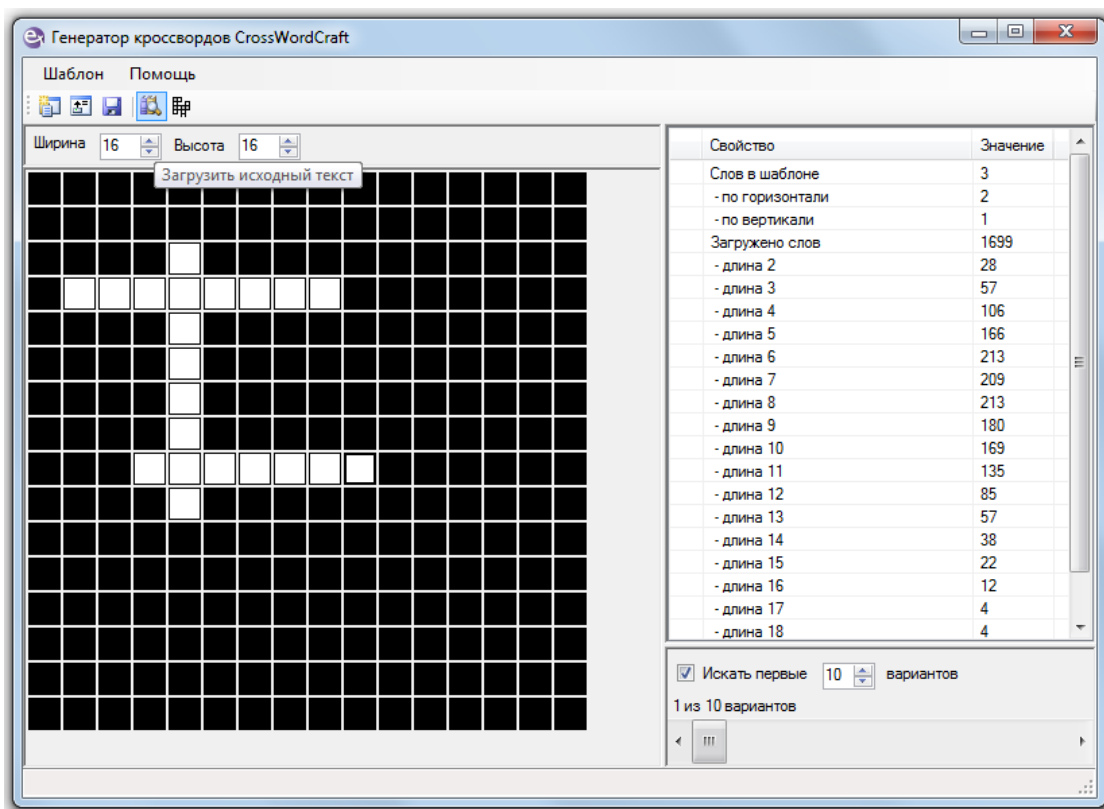 Генератор кроссвордов CrossWordCraft
Шаблон Помощь
Ширина 16 Высота 16
Загрузить исходный текст
Свойство Значение
Слов в шаблоне 3
- по горизонтали 2
- по вертикали 1
Загружено слов 1699
- длина 2 28
- длина 3 57
- длина 4 106
- длина 5 166
- длина 6 213
- длина 7 209
- длина 8 213
- длина 9 180
- длина 10 169
- длина 11 135
- длина 12 85
- длина 13 57
- длина 14 38
- длина 15 22
- длина 16 12
- длина 17 4
- длина 18 4
Искать первые 10 вариантов
1 из 10 вариантов